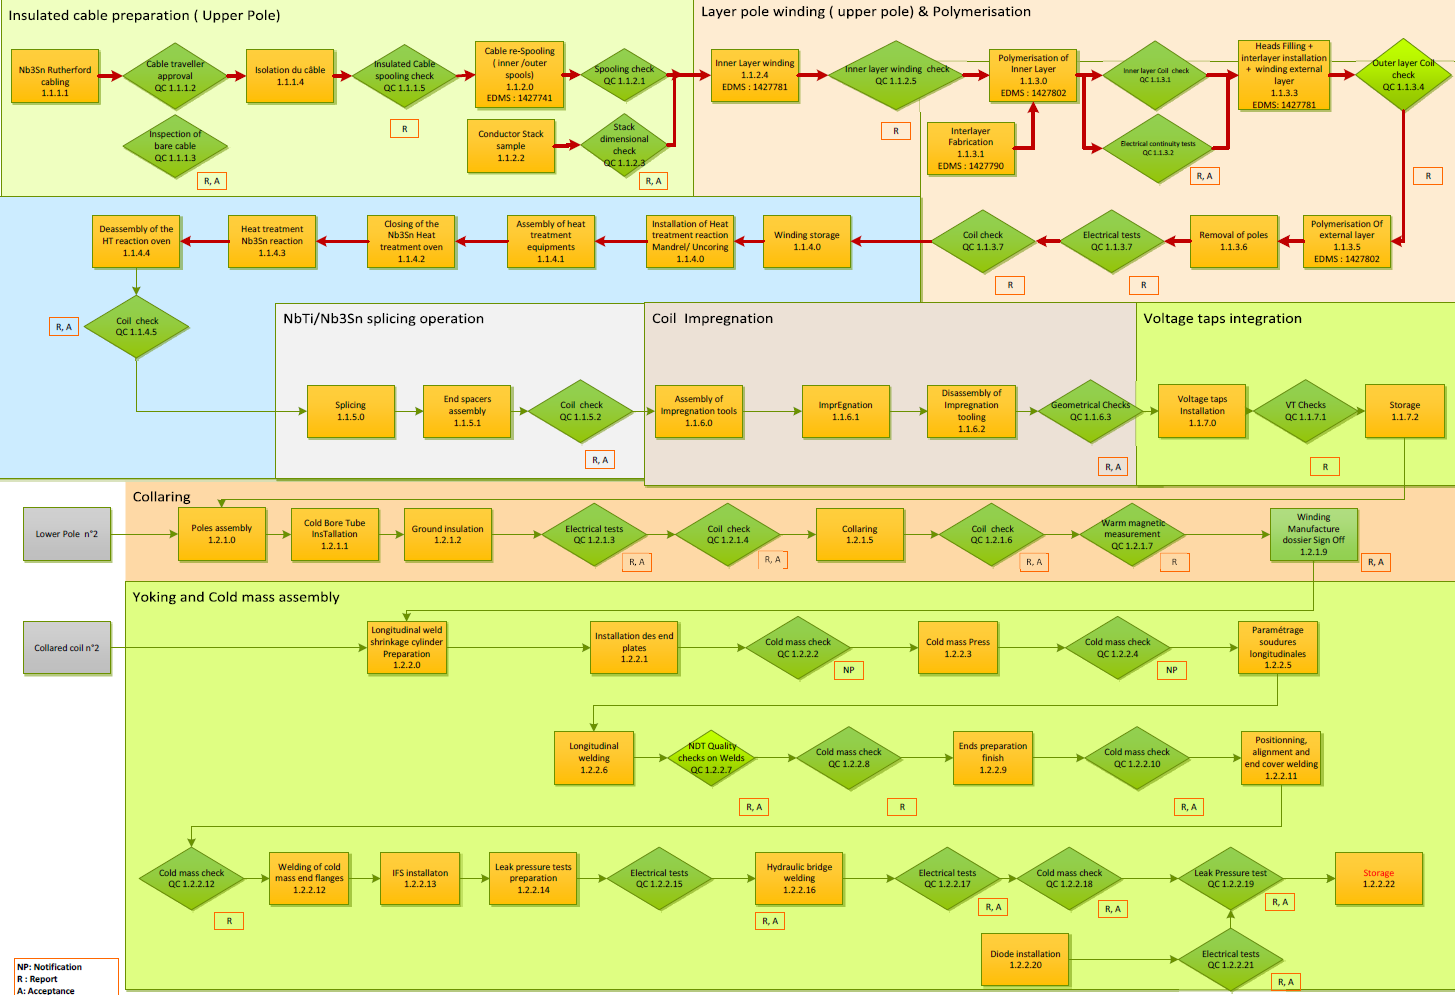 Insulated cable preparation ( Upper Pole)
Nb3Sn Rutherford
cabling
1.1.1.1
Cable traveller
approval
QC 1.1.1.2
Isolation du câble
1.1.1.4
Insulated Cable
spooling check
QC 1.1.1.5
R
Cable re-Spooling
( inner /outer
spools)
1.1.2.0
EDMS : 1427741
Spooling check
QC 1.1.2.1
Inspection of
bare cable
QC 1.1.1.3
R, A
Conductor Stack
sample
1.1.2.2
Stack
dimensional
check
QC 1.1.2.3
R, A
Layer pole winding ( upper pole) & Polymerisation
Inner Layer winding
1.1.2.4
EDMS : 1427781
Inner layer winding  check
QC 1.1.2.5
R
Polymerisation of
Inner Layer
1.1.3.0
EDMS : 1427802
Interlayer
Fabrication
1.1.3.1
EDMS : 1427790
Inner layer Coil  check
QC 1.1.3.1
Electrical continuity tests
QC 1.1.3.2
R, A
Heads Filling +
interlayer installation
+  winding external
layer
1.1.3.3
EDMS: 1427781
Outer layer Coil
check
QC 1.1.3.4
R
Polymerisation Of
external layer
1.1.3.5
EDMS : 1427802
Removal of poles
1.1.3.6
Electrical tests
QC 1.1.3.7
R
Coil check
QC 1.1.3.7
R
Winding storage
1.1.4.0
Installation of Heat
treatment reaction
Mandrel/ Uncoring
1.1.4.0
Assembly of heat
treatment
equipments
1.1.4.1
Closing of the
Nb3Sn Heat
treatment oven
1.1.4.2
Heat treatment
Nb3Sn reaction
1.1.4.3
Deassembly of the
HT reaction oven
1.1.4.4
Coil  check
QC 1.1.4.5
R, A
NbTi/Nb3Sn splicing operation
Splicing
1.1.5.0
End spacers
assembly
1.1.5.1
Coil  check
QC 1.1.5.2
R, A
Coil  Impregnation
Assembly of
Impregnation tools
1.1.6.0
ImprEgnation
1.1.6.1
Disassembly of
Impregnation
tooling
1.1.6.2
Geometrical Checks
QC 1.1.6.3
R, A
Voltage taps integration
Voltage taps
Installation
1.1.7.0
VT Checks
QC 1.1.7.1
R
Storage
1.1.7.2
Collaring
Lower Pole  n°2
Poles assembly
1.2.1.0
Cold Bore Tube
InsTallation
1.2.1.1
Ground insulation
1.2.1.2
Electrical tests
QC 1.2.1.3
R, A
Coil  check
QC 1.2.1.4
R, A
Collaring
1.2.1.5
Coil  check
QC 1.2.1.6
R, A
Warm magnetic
measurement
QC 1.2.1.7
R
Winding
Manufacture
dossier Sign Off
1.2.1.9
R, A
Yoking and Cold mass assembly
Collared coil n°2
Longitudinal weld
shrinkage cylinder
Preparation
1.2.2.0
Installation des end
plates
1.2.2.1
Cold mass check
QC 1.2.2.2
NP
Cold mass Press
1.2.2.3
Cold mass check
QC 1.2.2.4
NP
Paramétrage
soudures
longitudinales
1.2.2.5
Longitudinal
welding
1.2.2.6
NDT Quality
checks on Welds
QC 1.2.2.7
R, A
Cold mass check
QC 1.2.2.8
R
Ends preparation
finish
1.2.2.9
Cold mass check
QC 1.2.2.10
R, A
Positionning,
alignment and
end cover welding
1.2.2.11
Cold mass check
QC 1.2.2.12
R
Welding of cold
mass end flanges
1.2.2.12
IFS installaton
1.2.2.13
Leak pressure tests
preparation
1.2.2.14
Electrical tests
QC 1.2.2.15
Hydraulic bridge
welding
1.2.2.16
R, A
Electrical tests
QC 1.2.2.17
R, A
Cold mass check
QC 1.2.2.18
R, A
Leak Pressure test
QC 1.2.2.19
R, A
Storage
1.2.2.22
Diode installation
1.2.2.20
Electrical tests
QC 1.2.2.21
R, A
NP: Notification
R : Report
A: Acceptance